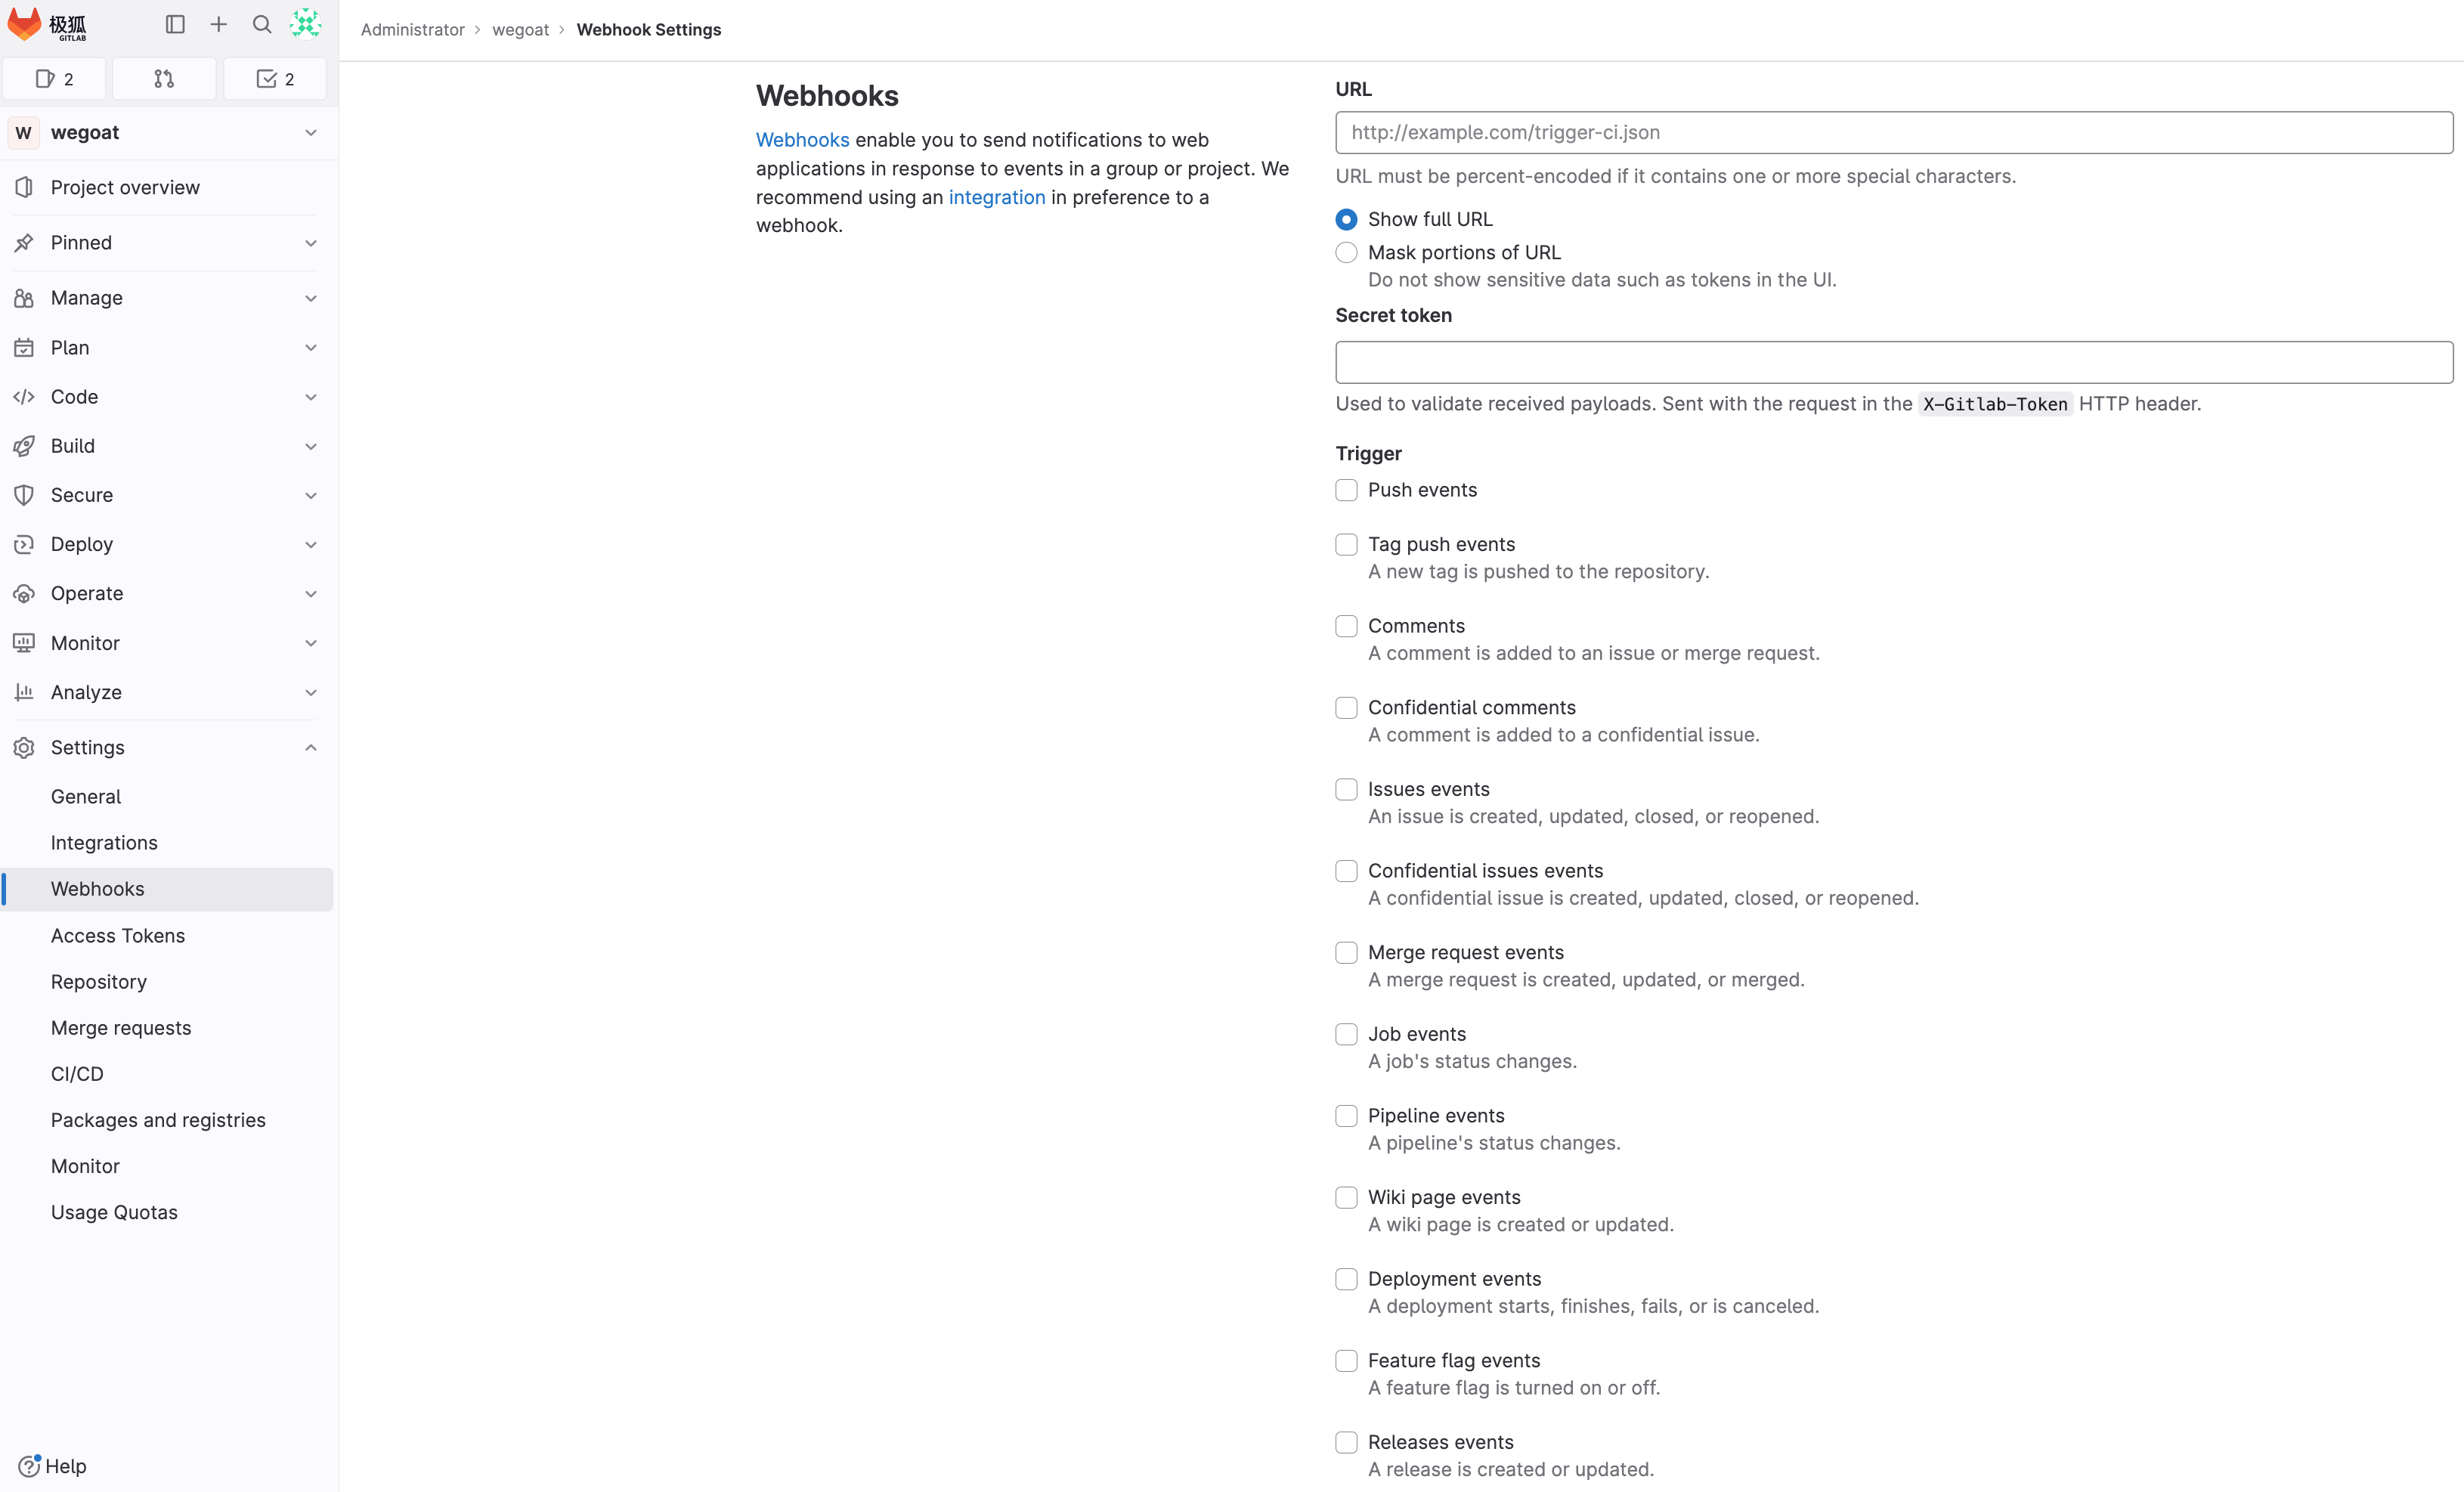 极狐
GITLAB
2
2
W wegoat
Project overview
Pinned
Manage
Plan
Code
Build
Secure
Deploy
Operate
Monitor
Analyze
Settings
General
Integrations
Webhooks
Access Tokens
Repository
Merge requests
CI/CD
Packages and registries
Monitor
Usage Quotas
Help
Administrator > wegoat > Webhook Settings
Webhooks
Webhooks enable you to send notifications to web
applications in response to events in a group or project. We
recommend using an integration in preference to a
webhook.
URL
http://example.com/trigger-ci.json
URL must be percent-encoded if it contains one or more special characters.
Show full URL
Mask portions of URL
Do not show sensitive data such as tokens in the UI.
Secret token
Used to validate received payloads. Sent with the request in the X-Gitlab-Token HTTP header.
Trigger
Push events
Tag push events
A new tag is pushed to the repository.
Comments
A comment is added to an issue or merge request.
Confidential comments
A comment is added to a confidential issue.
Issues events
An issue is created, updated, closed, or reopened.
Confidential issues events
A confidential issue is created, updated, closed, or reopened.
Merge request events
A merge request is created, updated, or merged.
Job events
A job's status changes.
Pipeline events
A pipeline's status changes.
Wiki page events
A wiki page is created or updated.
Deployment events
A deployment starts, finishes, fails, or is canceled.
Feature flag events
A feature flag is turned on or off.
Releases events
A release is created or updated.